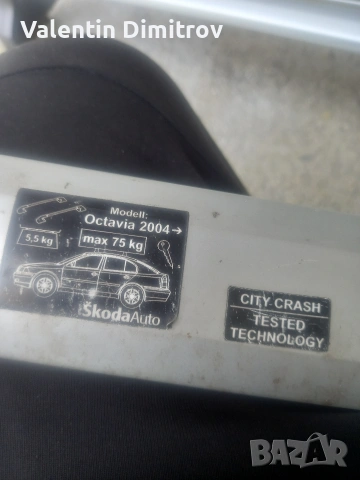 Valentin Dimitrov
Modell:
Octavia 2004→
5,5 kg
max 75 kg
ŠkodaAuto
CITY CRASH
TESTED
TECHNOLOGY
BAZAR